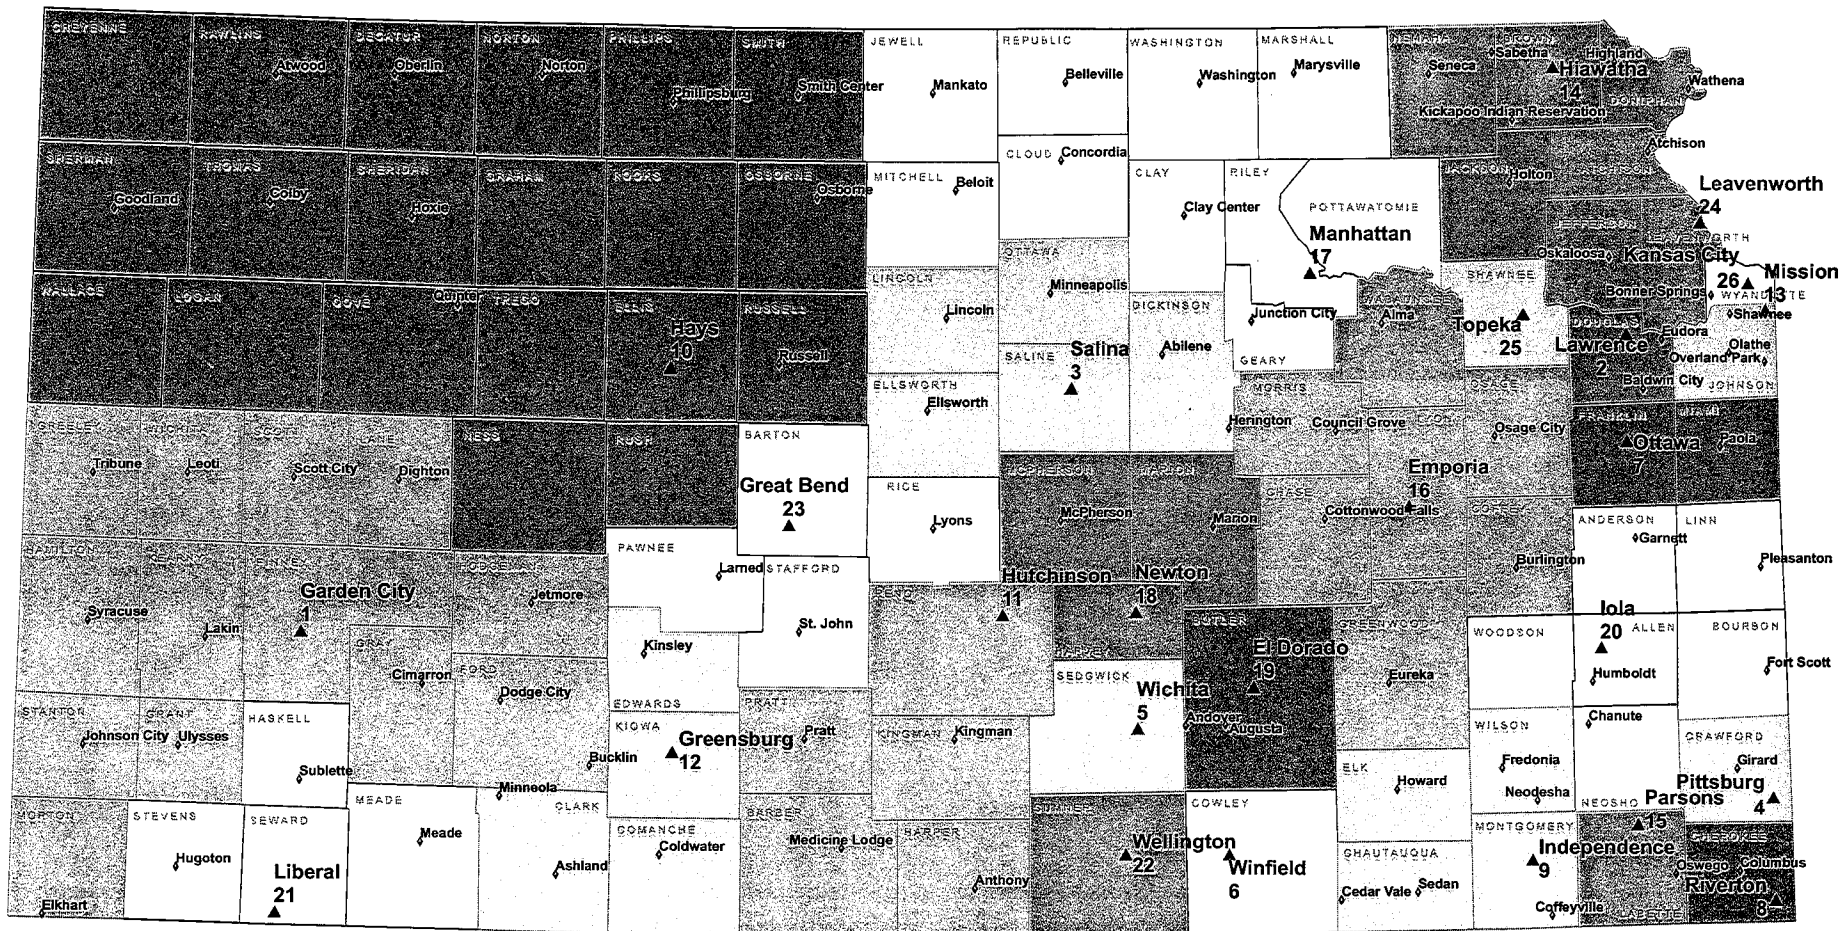 CHEYENNE
RAWLINS
DECATUR
NORTON
PHILLIPS
SMITH
JEWELL
REPUBLIC
WASHINGTON
MARSHALL
NEMAHA
BROWN
Atwood
Oberlin
Norton
Phillipsburg
Smith Center
Mankato
Belleville
Washington
Marysville
Seneca
Sabetha
Highland
Hiawatha
14
Wathena
DONIPHAN
Kickapoo Indian Reservation
SHERMAN
THOMAS
SHERIDAN
GRAHAM
ROOKS
OSBORNE
MITCHELL
CLOUD
Concordia
CLAY
RILEY
POTTAWATOMIE
JACKSON
Holton
ATCHISON
Atchison
Goodland
Colby
Hoxie
Osborne
Beloit
Clay Center
Manhattan
17
Leavenworth
24
JEFFERSON
LEAVENWORTH
Oskaloosa
Kansas City
26
Mission
13
WYANDOTTE
Bonner Springs
Shawnee
WALLACE
LOGAN
GOVE
Quinter
TREGO
ELLIS
RUSSELL
LINCOLN
OTTAWA
Minneapolis
DICKINSON
Junction City
GEARY
WABAUNSEE
Alma
SHAWNEE
Topeka
25
DOUGLAS
Lawrence
2
Eudora
Olathe
Overland Park
Baldwin City
JOHNSON
Hays
10
Russell
Lincoln
SALINE
Salina
3
Abilene
ELLSWORTH
Ellsworth
MORRIS
Herington
Council Grove
LYON
OSAGE
Osage City
FRANKLIN
MIAMI
Ottawa
7
Paola
GREELEY
WICHITA
SCOTT
LANE
NESS
RUSH
BARTON
Tribune
Leoti
Scott City
Dighton
Great Bend
23
RICE
Lyons
MCPHERSON
MARION
McPherson
Marion
CHASE
Cottonwood Falls
Emporia
16
COFFEY
Burlington
ANDERSON
Garnett
LINN
Pleasanton
HAMILTON
KEARNY
FINNEY
HODGEMAN
PAWNEE
Larned
STAFFORD
Syracuse
Lakin
Garden City
1
Jetmore
St. John
RENO
Hutchinson
11
Newton
18
HARVEY
BUTLER
El Dorado
19
GREENWOOD
Eureka
WOODSON
Iola
20
ALLEN
Humboldt
BOURBON
Fort Scott
GRAY
Cimarron
FORD
Dodge City
Kinsley
EDWARDS
SEDGWICK
Wichita
5
Andover
Augusta
STANTON
GRANT
HASKELL
Johnson City
Ulysses
Sublette
Bucklin
KIOWA
Greensburg
12
PRATT
Pratt
KINGMAN
Kingman
ELK
Howard
WILSON
Fredonia
Neodesha
Chanute
NEOSHO
CRAWFORD
Girard
Pittsburg
4
MORTON
STEVENS
SEWARD
MEADE
Minneola
CLARK
COMANCHE
BARBER
HARPER
SUMNER
COWLEY
Elkhart
Hugoton
Liberal
21
Meade
Ashland
Coldwater
Medicine Lodge
Anthony
Wellington
22
Winfield
6
CHAUTAUQUA
Cedar Vale
Sedan
MONTGOMERY
Independence
9
Coffeyville
Parsons
15
LABETTE
Oswego
CHEROKEE
Columbus
Riverton
8